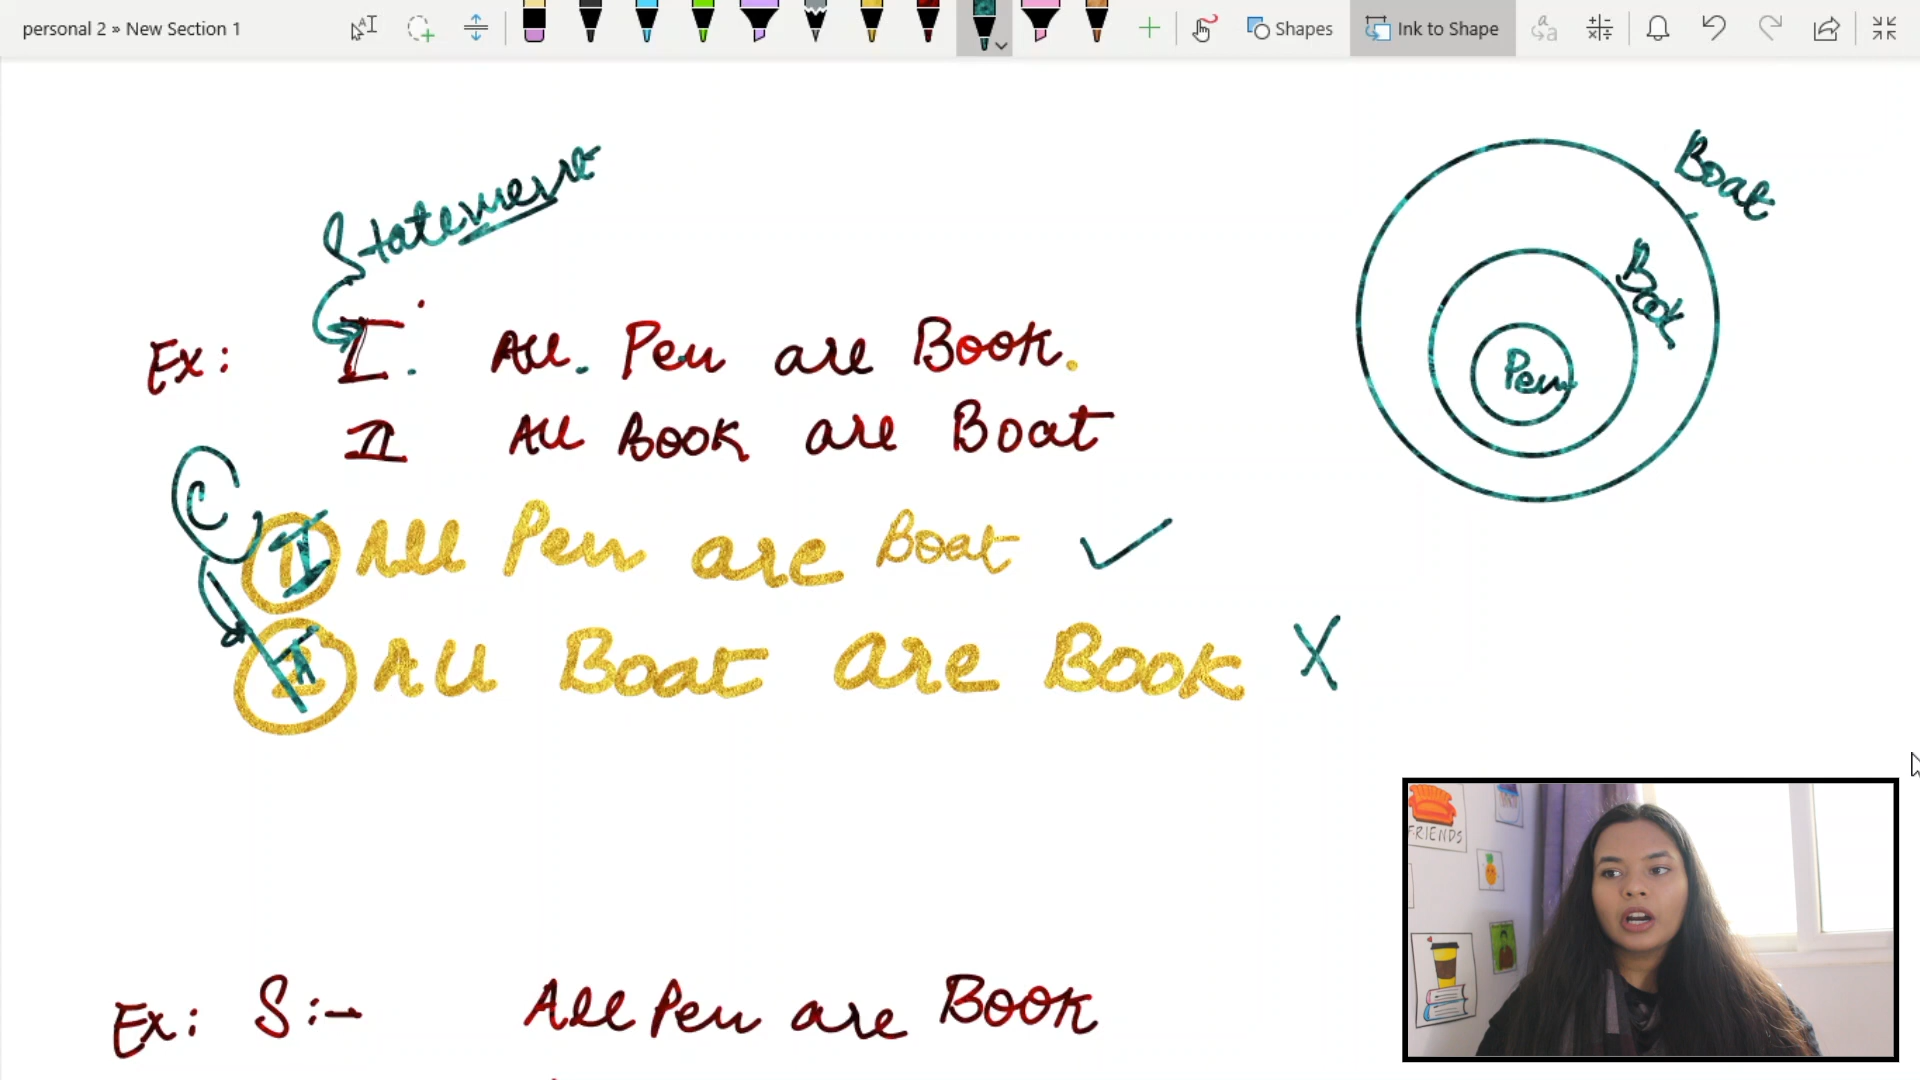 personal 2 » New Section 1
Shapes
Ink to Shape
Statement
Boat
Book
Pen
Ex: I. All. Pen are Book.
II All Book are Boat
C
I All Pen are Boat ✓
II All Boat are Book X
FRIENDS
Ex: S:- All Pen are Book